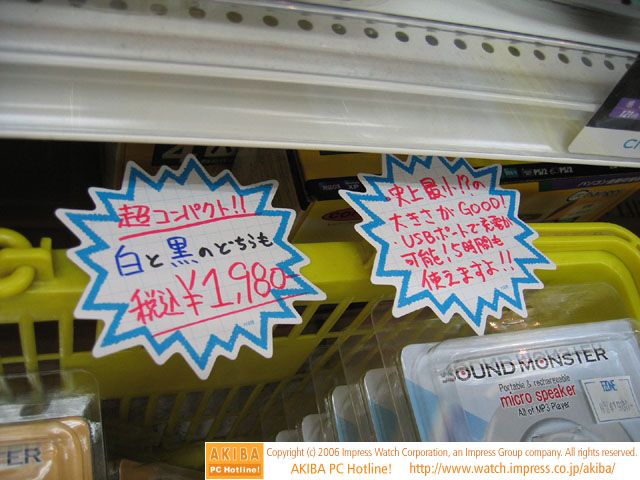 超コンパクト!!
白と黒のどちらも
税込¥1,980-
史上最小!?の
大きさがGOOD!
USBポートで充電が
可能!5時間も
使えますよ!!
PS/2
OUND MONSTER
Portable & rechargeable
micro speaker
All of MP3 Player
ER
AKIBA
PC Hotline!
Copyright (c) 2006 Impress Watch Corporation, an Impress Group company. All rights reserved.
AKIBA PC Hotline! http://www.watch.impress.co.jp/akiba/